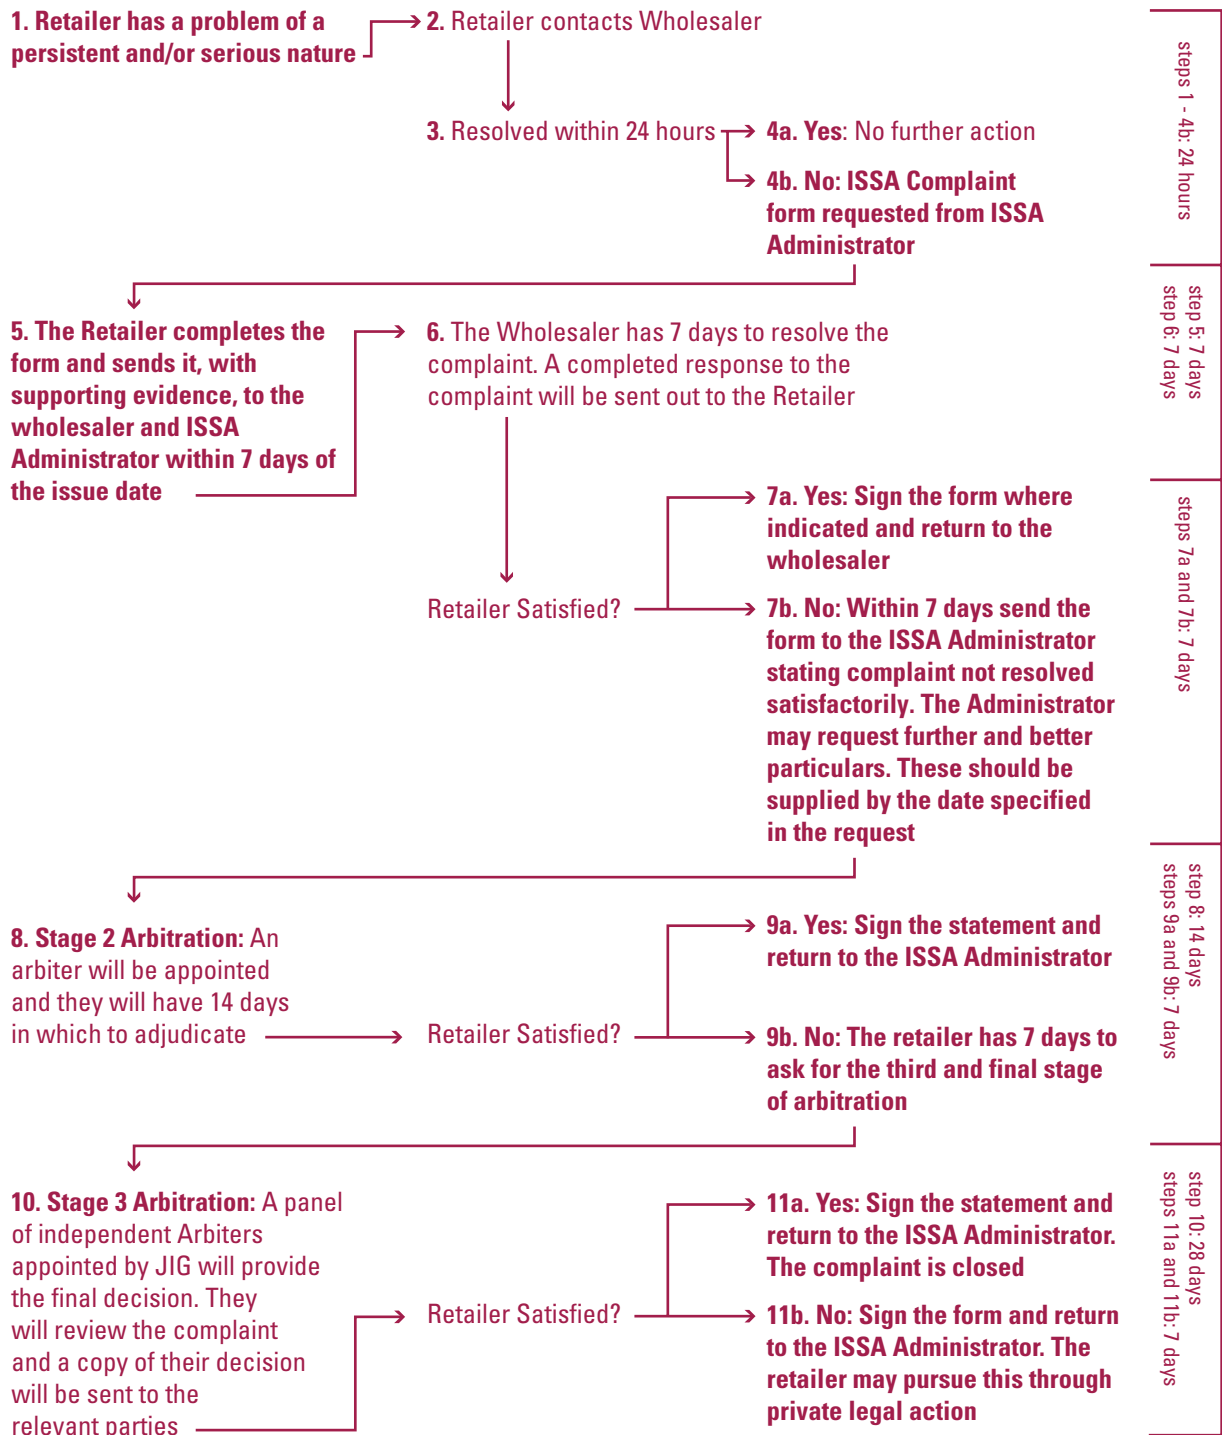 1. Retailer has a problem of a
persistent and/or serious nature
2. Retailer contacts Wholesaler
3. Resolved within 24 hours
4a. Yes: No further action
4b. No: ISSA Complaint
form requested from ISSA
Administrator
steps 1 - 4b: 24 hours
5. The Retailer completes the
form and sends it, with
supporting evidence, to the
wholesaler and ISSA
Administrator within 7 days of
the issue date
6. The Wholesaler has 7 days to resolve the
complaint. A completed response to the
complaint will be sent out to the Retailer
step 5: 7 days
step 6: 7 days
Retailer Satisfied?
7a. Yes: Sign the form where
indicated and return to the
wholesaler
7b. No: Within 7 days send the
form to the ISSA Administrator
stating complaint not resolved
satisfactorily. The Administrator
may request further and better
particulars. These should be
supplied by the date specified
in the request
steps 7a and 7b: 7 days
8. Stage 2 Arbitration: An
arbiter will be appointed
and they will have 14 days
in which to adjudicate
Retailer Satisfied?
9a. Yes: Sign the statement and
return to the ISSA Administrator
9b. No: The retailer has 7 days to
ask for the third and final stage
of arbitration
step 8: 14 days
steps 9a and 9b: 7 days
10. Stage 3 Arbitration: A panel
of independent Arbiters
appointed by JIG will provide
the final decision. They
will review the complaint
and a copy of their decision
will be sent to the
relevant parties
Retailer Satisfied?
11a. Yes: Sign the statement and
return to the ISSA Administrator.
The complaint is closed
11b. No: Sign the form and return
to the ISSA Administrator. The
retailer may pursue this through
private legal action
step 10: 28 days
steps 11a and 11b: 7 days